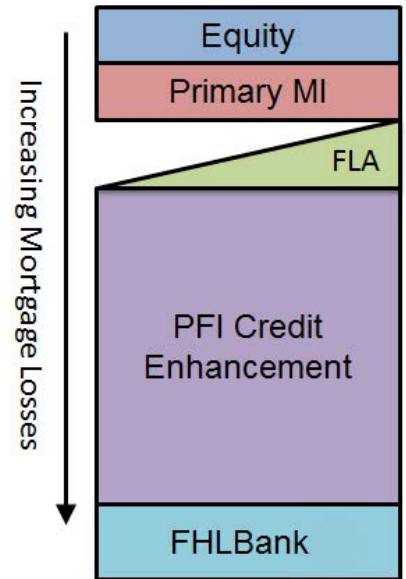 Increasing Mortgage Losses
Equity
Primary MI
FLA
PFI Credit
Enhancement
FHLBank